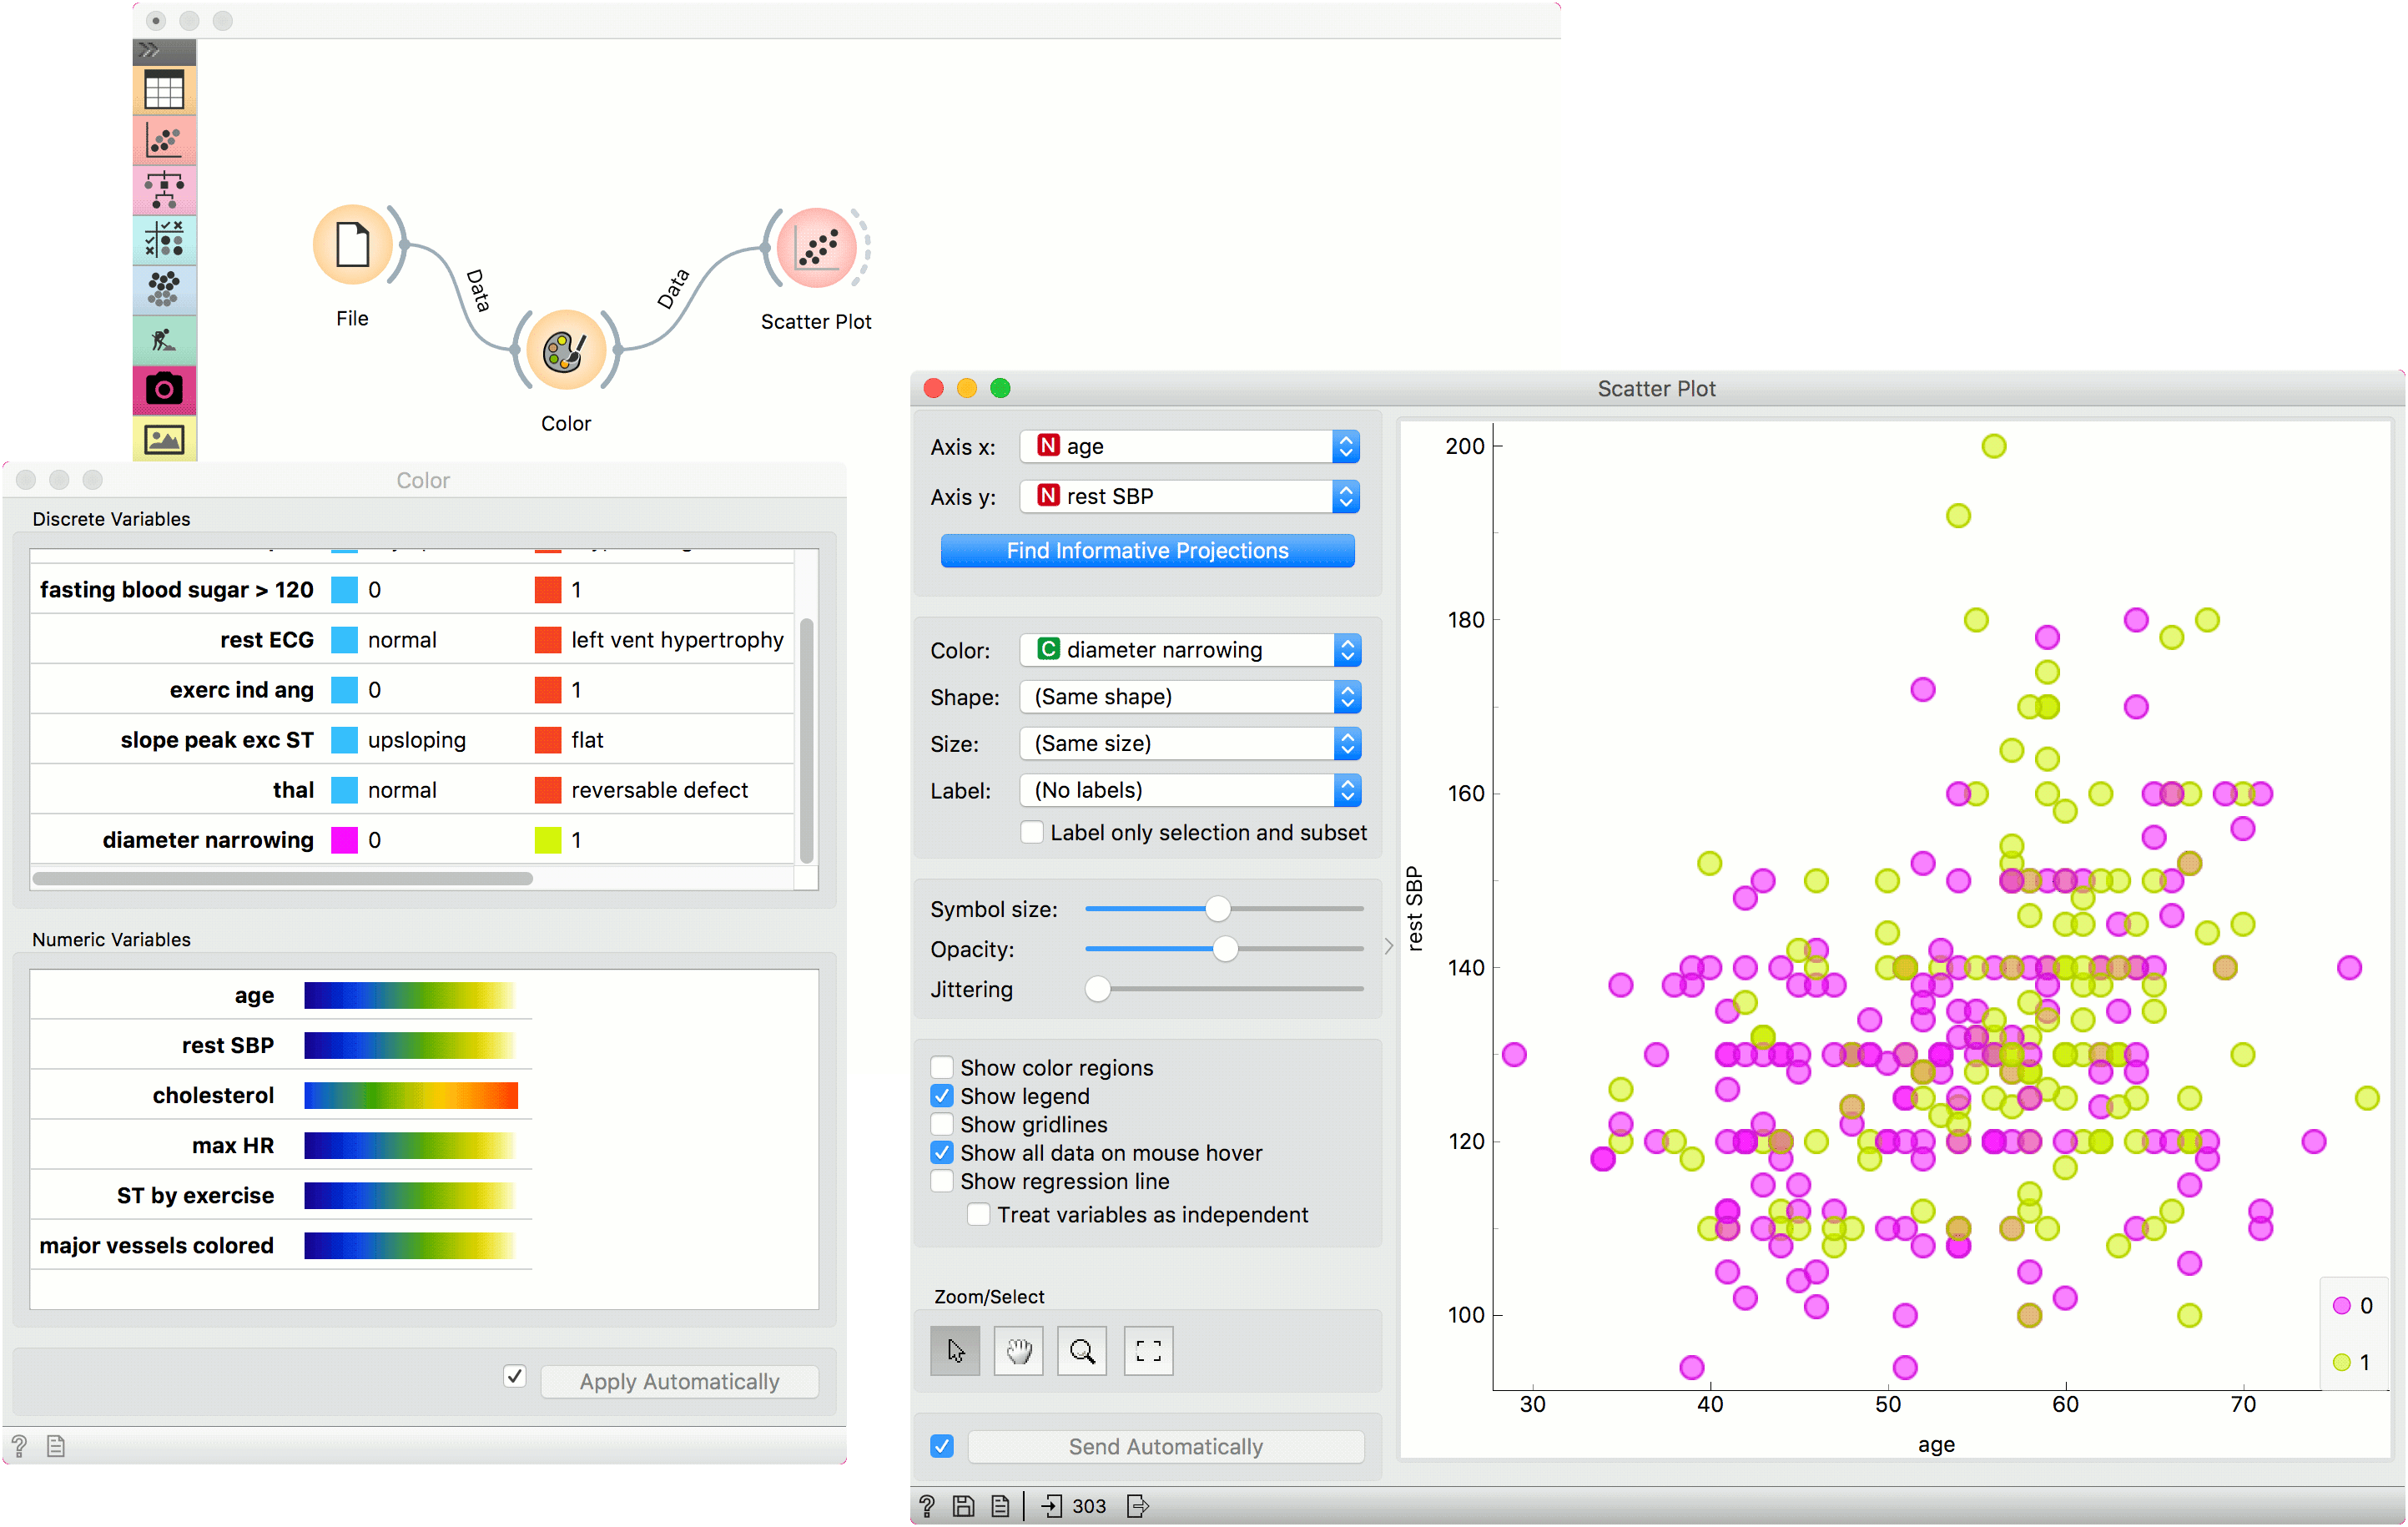 File
Data
Data
Scatter Plot
Color
Color
Discrete Variables
fasting blood sugar > 120 0 1
rest ECG normal left vent hypertrophy
exerc ind ang 0 1
slope peak exc ST upsloping flat
thal normal reversable defect
diameter narrowing 0 1
Numeric Variables
age
rest SBP
cholesterol
max HR
ST by exercise
major vessels colored
Apply Automatically
Scatter Plot
Axis x: N age
Axis y: N rest SBP
Find Informative Projections
Color: C diameter narrowing
Shape: (Same shape)
Size: (Same size)
Label: (No labels)
Label only selection and subset
Symbol size:
Opacity:
Jittering
Show color regions
Show legend
Show gridlines
Show all data on mouse hover
Show regression line
Treat variables as independent
Zoom/Select
Send Automatically
? 303
200
180
160
140
120
100
rest SBP
30 40 50 60 70
age
0
1
?